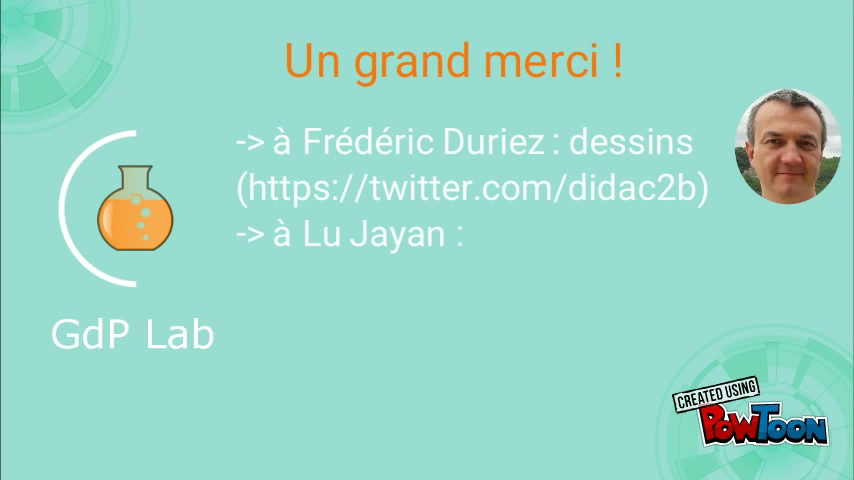 Un grand merci !
-> à Frédéric Duriez : dessins
(https://twitter.com/didac2b)
-> à Lu Jayan :
GdP Lab
CREATED USING
POWTOON